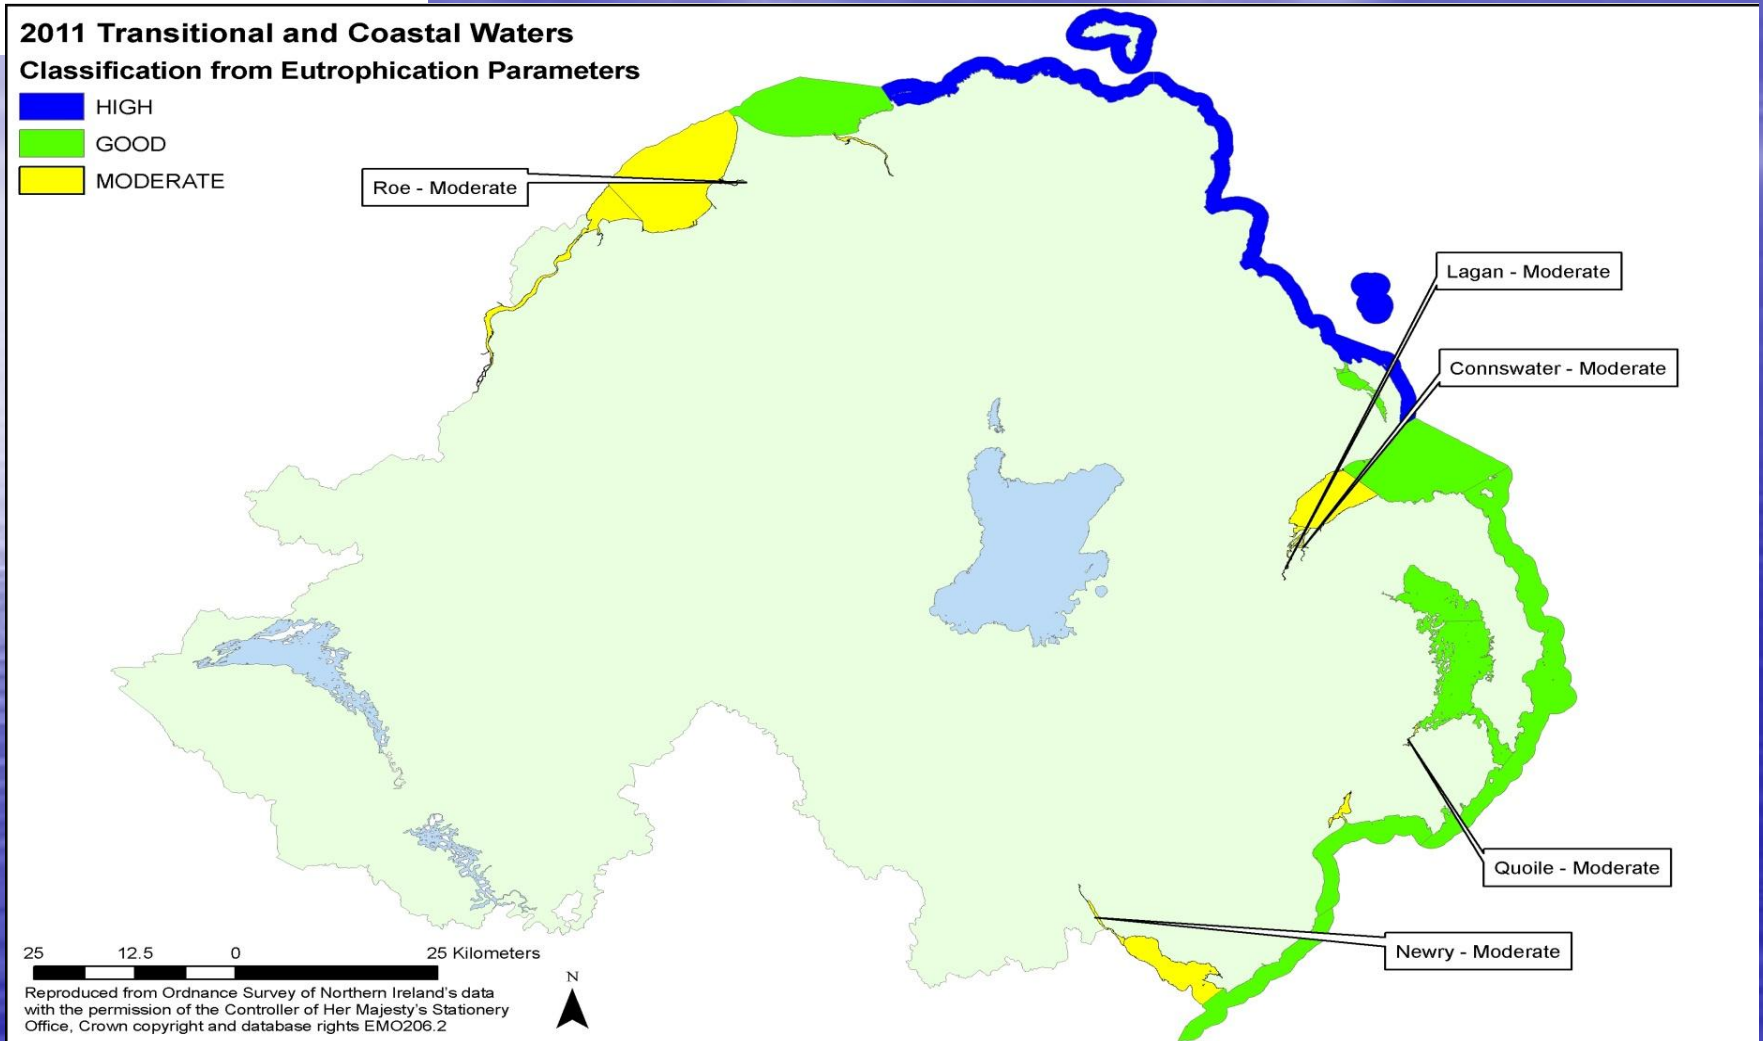 2011 Transitional and Coastal Waters
Classification from Eutrophication Parameters
HIGH
GOOD
MODERATE
Roe - Moderate
Lagan - Moderate
Connswater - Moderate
Quoile - Moderate
Newry - Moderate
25 12.5 0 25 Kilometers
N
Reproduced from Ordnance Survey of Northern Ireland's data
with the permission of the Controller of Her Majesty's Stationery
Office, Crown copyright and database rights EMO206.2